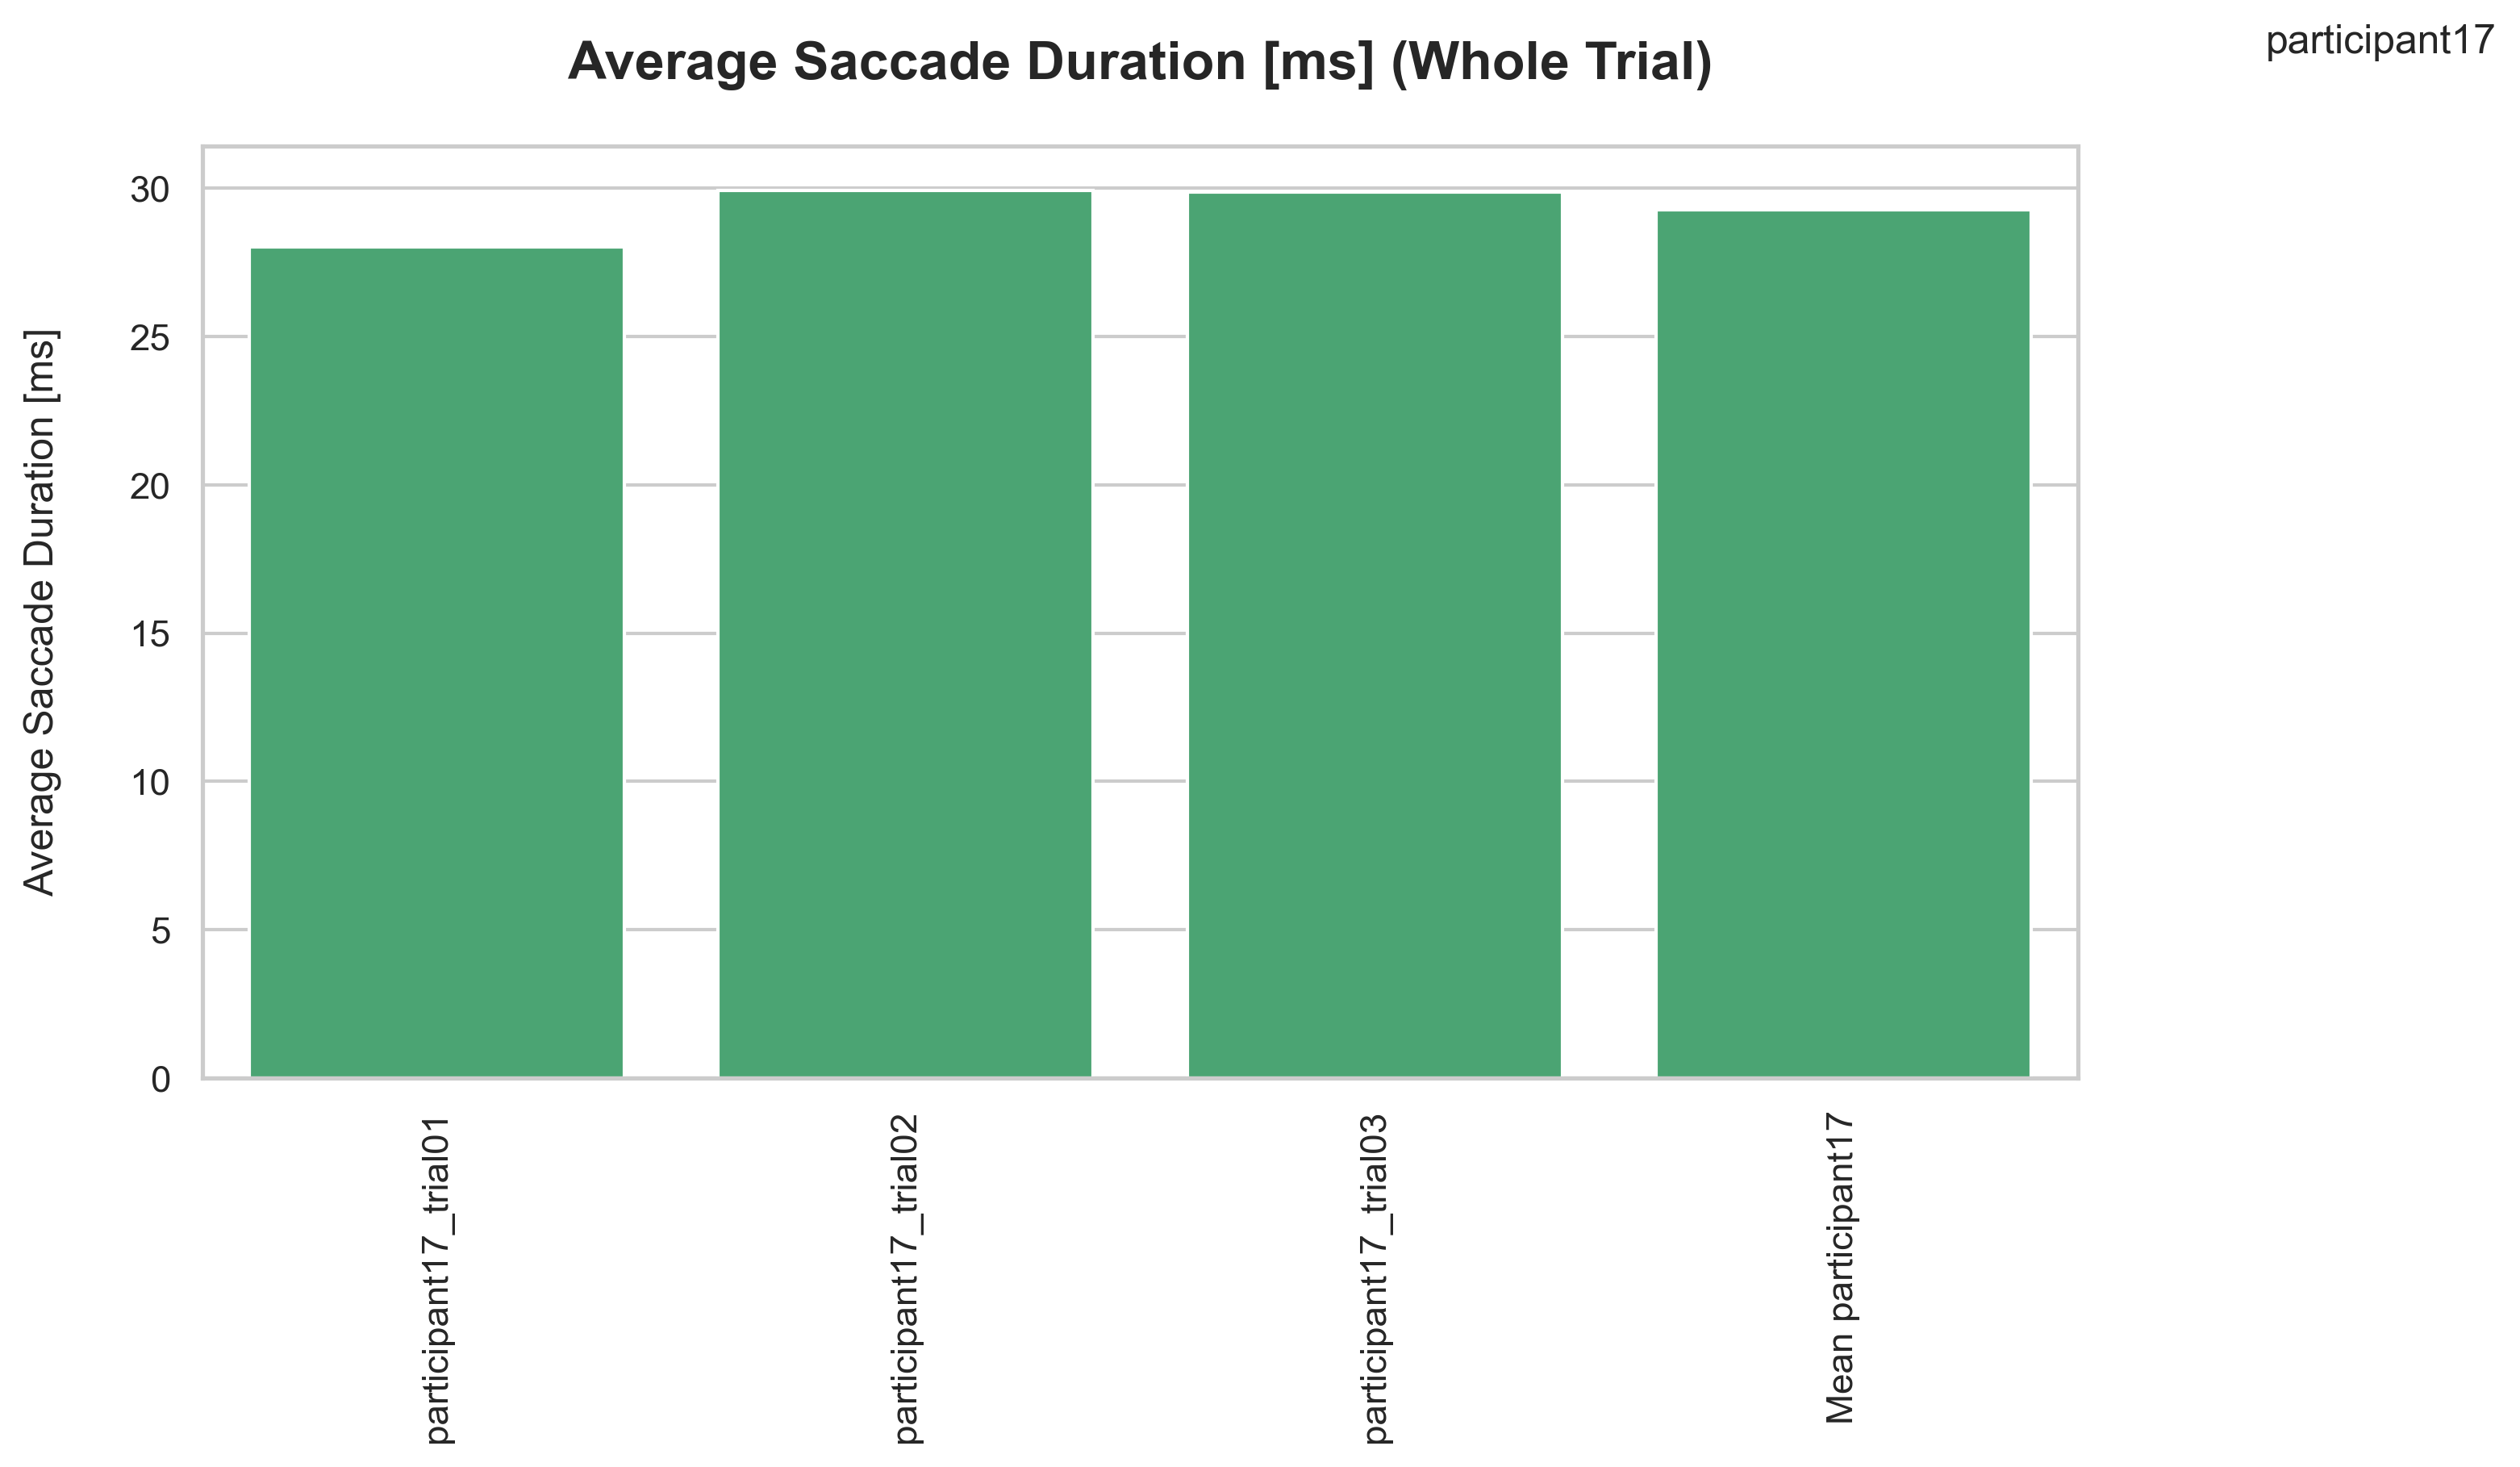 participant17
Average Saccade Duration [ms] (Whole Trial)
Average Saccade Duration [ms]
30
25
20
15
10
5
0
participant17_trial01
participant17_trial02
participant17_trial03
Mean participant17